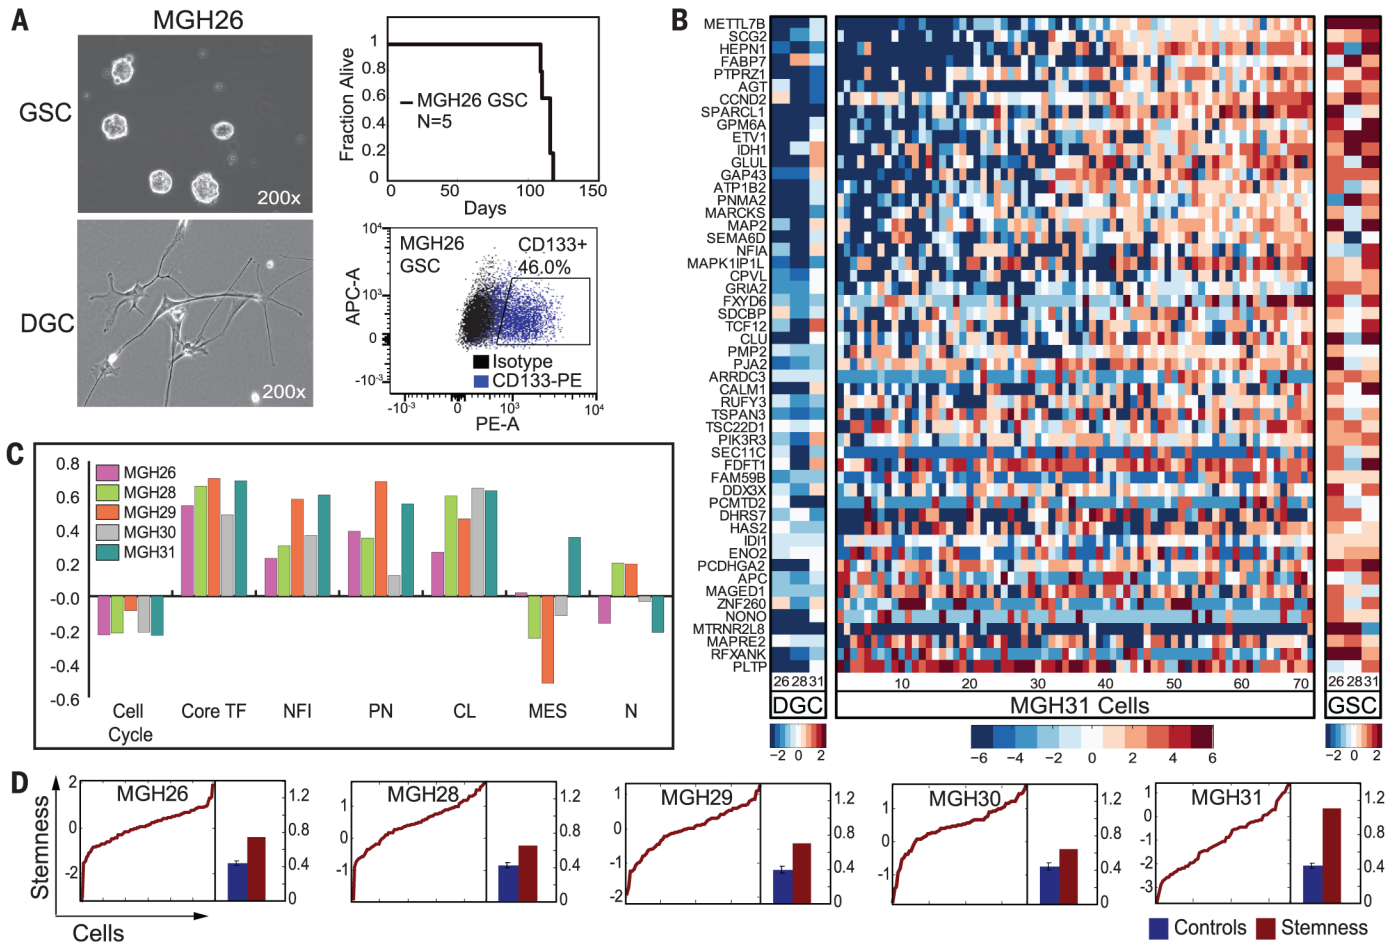 A
MGH26
GSC
200x
DGC
200x
Fraction Alive
1
0.8
0.6
0.4
0.2
0
MGH26 GSC
N=5
0
50
100
150
Days
MGH26
GSC
CD133+
46.0%
APC-A
10⁴
10³
0
-10³
Isotype
CD133-PE
-10³
0
10³
10⁴
PE-A
B
METTL7B
SCG2
HEPN1
FABP7
PTPRZ1
AGT
CCND2
SPARCL1
GPM6A
ETV1
IDH1
GLUL
GAP43
ATP1B2
PNMA2
MARCKS
MAP2
SEMA6D
NFIA
MAPK1IP1L
CPVL
GRIA2
FXYD6
SDCBP
TCF12
CLU
PMP2
PJA2
ARRDC3
CALM1
RUFY3
TSPAN3
TSC22D1
PIK3R3
SEC11C
FDFT1
FAM59B
DDX3X
PCMTD2
DHRS7
HAS2
IDI1
ENO2
PCDHGA2
APC
MAGED1
ZNF260
NONO
MTRNR2L8
MAPRE2
RFXANK
PLTP
26 28 31
10 20 30 40 50 60 70
26 28 31
DGC
MGH31 Cells
GSC
-2 0 2
-6 -4 -2 0 2 4 6
-2 0 2
C
0.8
0.6
0.4
0.2
-0.0
-0.2
-0.4
-0.6
MGH26
MGH28
MGH29
MGH30
MGH31
Cell
Cycle
Core TF
NFI
PN
CL
MES
N
D
Stemness
Cells
2
0
-2
MGH26
1.2
0.8
0.4
0
1
0
-1
MGH28
1.2
0.8
0.4
0
1
0
-1
-2
MGH29
1.2
0.8
0.4
0
1
0
-1
MGH30
1.2
0.8
0.4
0
1
0
-1
-2
-3
MGH31
1.2
0.8
0.4
0
Controls
Stemness